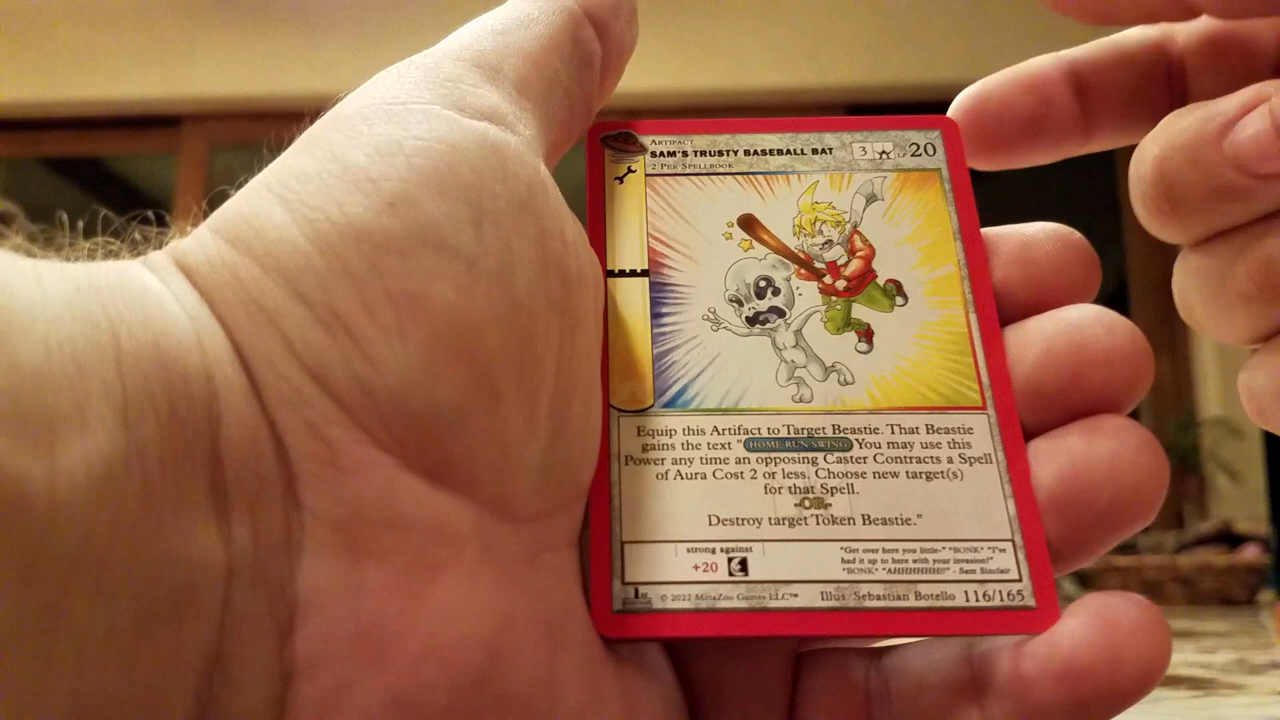 ARTIFACT
SAM'S TRUSTY BASEBALL BAT 3 LP 20
2 PER SPELLBOOK
Equip this Artifact to Target Beastie. That Beastie
gains the text "HOME RUN SWING You may use this
Power any time an opposing Caster Contracts a Spell
of Aura Cost 2 or less. Choose new target(s)
for that Spell.
-OR-
Destroy target Token Beastie."
strong against
+20
"Get over here you little-" *BONK* "I've
had it up to here with your invasion!"
*BONK* "AHHHHHH!!" - Sam Sinclair
1st © 2022 MetaZoo Games LLC™ Illus: Sebastian Botello 116/165